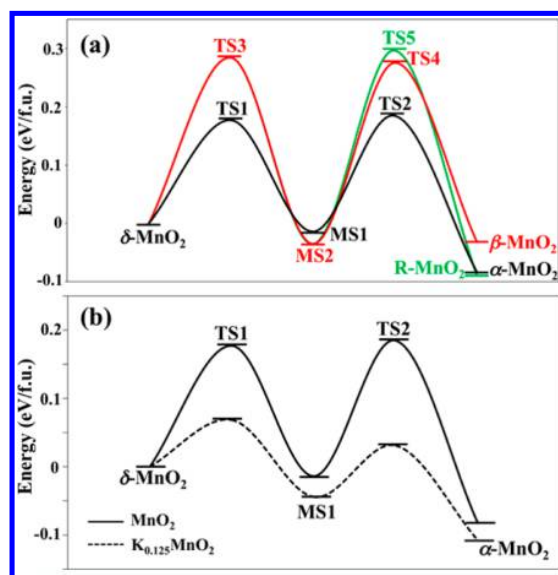 (a)
Energy (eV/f.u.)
0.3
0.2
0.1
0
-0.1
TS3
TS1
TS5
TS4
TS2
δ-MnO₂
MS1
MS2
β-MnO₂
R-MnO₂
α-MnO₂
(b)
Energy (eV/f.u.)
0.2
0.1
0
-0.1
TS1
TS2
δ-MnO₂
MS1
MnO₂
K₀.₁₂₅MnO₂
α-MnO₂